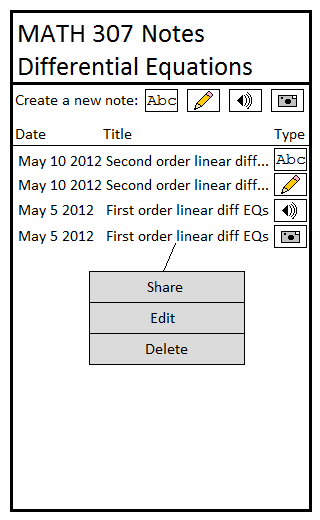 MATH 307 Notes
Differential Equations
Create a new note: Abc
Date Title Type
May 10 2012 Second order linear diff... Abc
May 10 2012 Second order linear diff...
May 5 2012 First order linear diff EQs
May 5 2012 First order linear diff EQs
Share
Edit
Delete